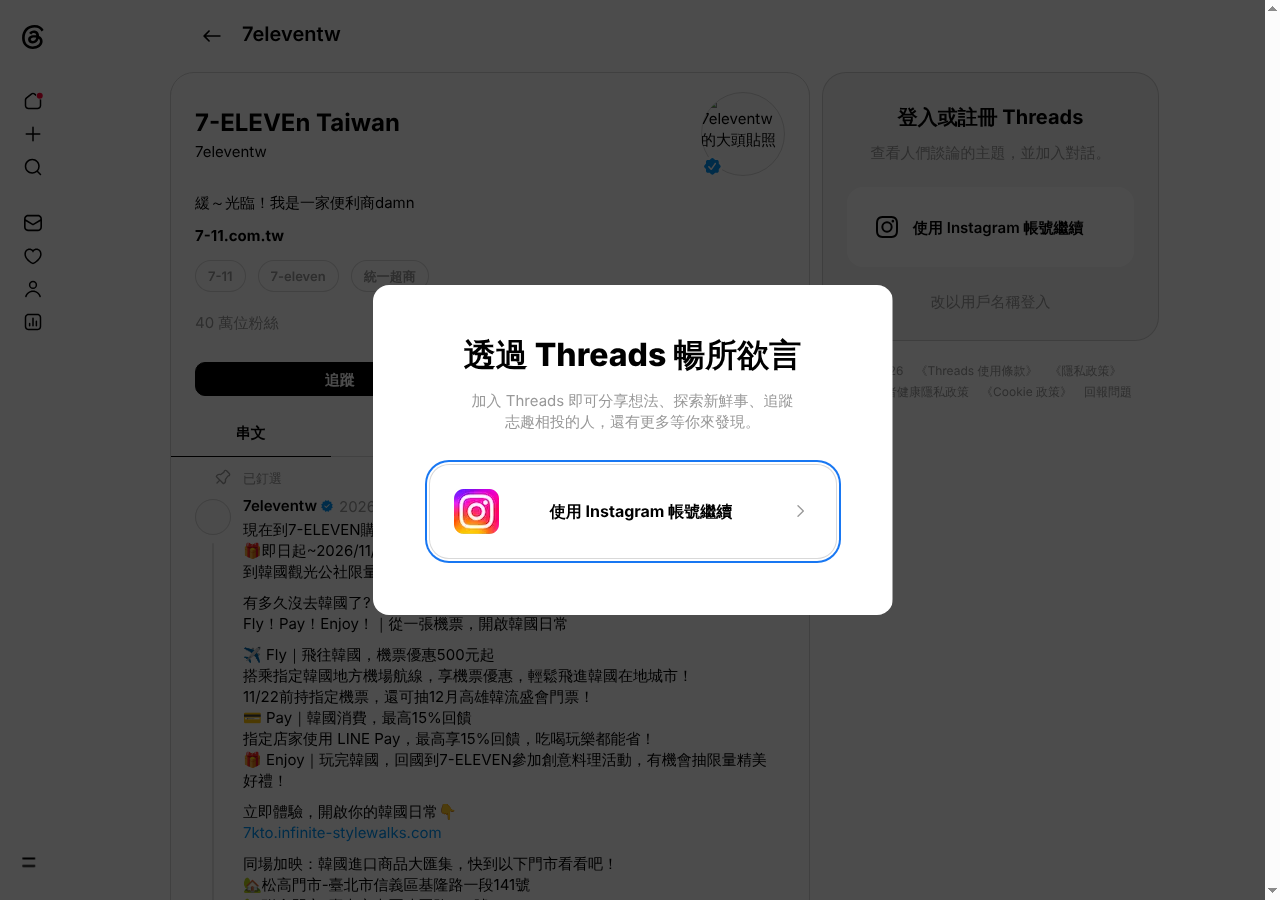 7eleventw
7-ELEVEn Taiwan
7eleventw
7eleventw
的大頭貼照
緩～光臨！我是一家便利商damn
7-11.com.tw
7-11
7-eleven
統一超商
40 萬位粉絲
追蹤
串文
已釘選
7eleventw
現在到7-ELEVEN購
🎁即日起~2026/11/
到韓國觀光公社限量
有多久沒去韓國了?
Fly！Pay！Enjoy！｜從一張機票，開啟韓國日常
✈️ Fly｜飛往韓國，機票優惠500元起
搭乘指定韓國地方機場航線，享機票優惠，輕鬆飛進韓國在地城市！
11/22前持指定機票，還可抽12月高雄韓流盛會門票！
💳 Pay｜韓國消費，最高15%回饋
指定店家使用 LINE Pay，最高享15%回饋，吃喝玩樂都能省！
🎁 Enjoy｜玩完韓國，回國到7-ELEVEN參加創意料理活動，有機會抽限量精美
好禮！
立即體驗，開啟你的韓國日常👇
7kto.infinite-stylewalks.com
同場加映：韓國進口商品大匯集，快到以下門市看看吧！
🏡松高門市-臺北市信義區基隆路一段141號
透過 Threads 暢所欲言
加入 Threads 即可分享想法、探索新鮮事、追蹤
志趣相投的人，還有更多等你來發現。
使用 Instagram 帳號繼續
登入或註冊 Threads
查看人們談論的主題，並加入對話。
使用 Instagram 帳號繼續
改以用戶名稱登入
26 《Threads 使用條款》 《隱私政策》
健康隱私政策 《Cookie 政策》 回報問題